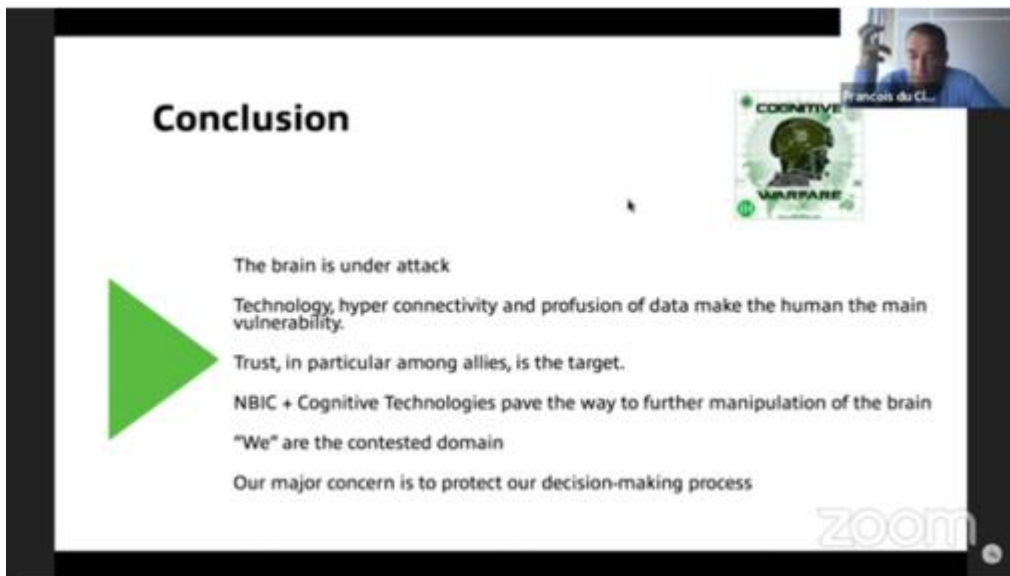 Francois du Cl...
Conclusion
COGNITIVE
WARFARE
The brain is under attack
Technology, hyper connectivity and profusion of data make the human the main
vulnerability.
Trust, in particular among allies, is the target.
NBIC + Cognitive Technologies pave the way to further manipulation of the brain
"We" are the contested domain
Our major concern is to protect our decision-making process
zoom